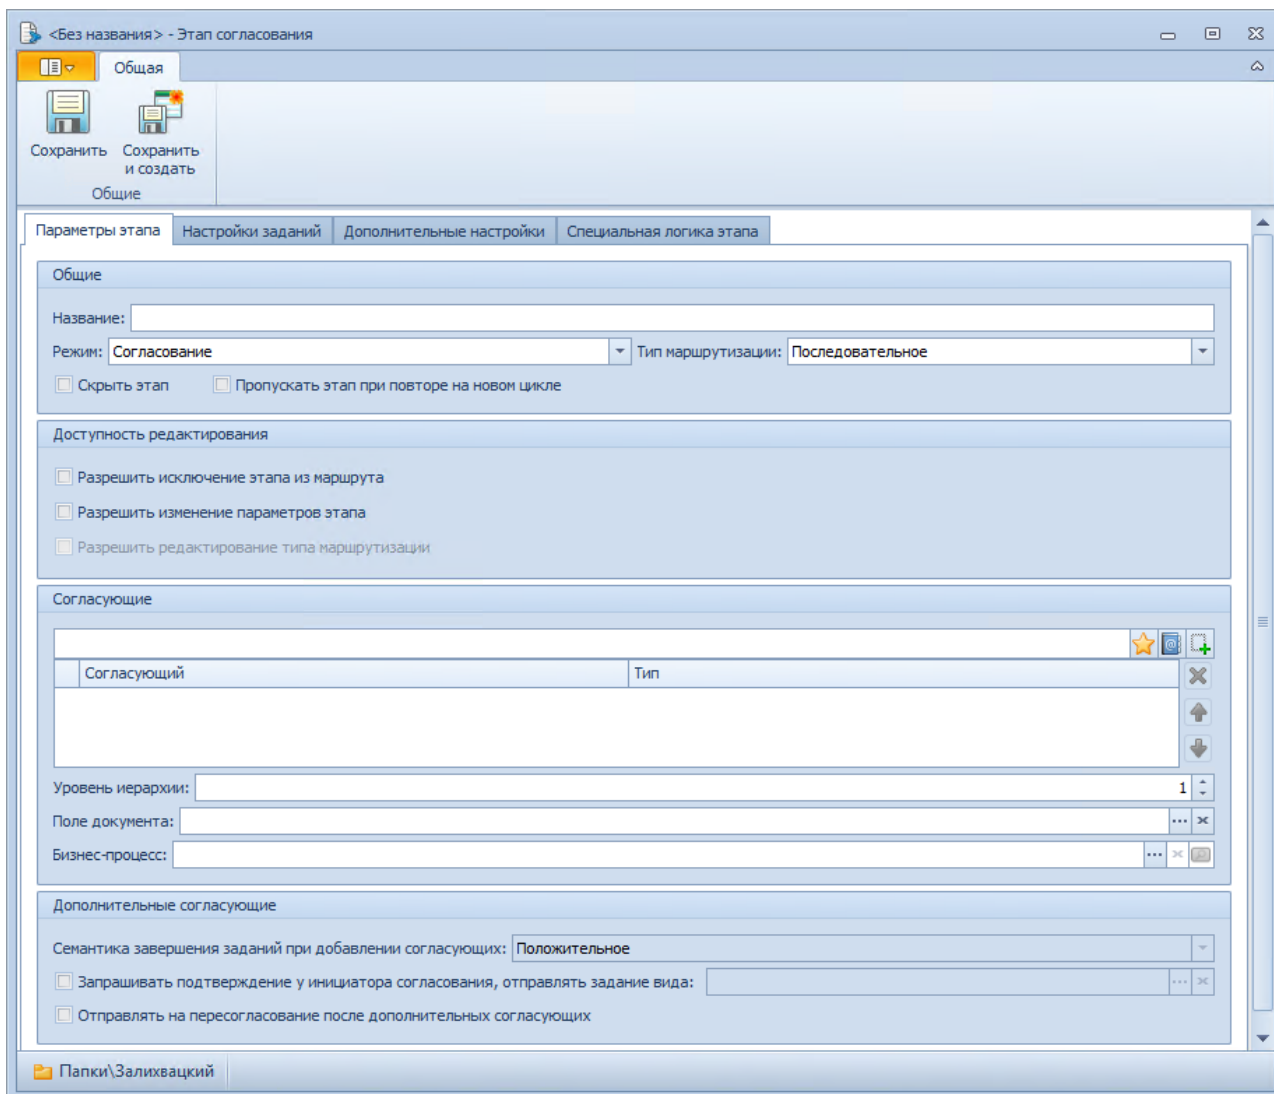 <Без названия> - Этап согласования
Общая
Сохранить Сохранить и создать
Общие
Параметры этапа Настройки заданий Дополнительные настройки Специальная логика этапа
Общие
Название:
Режим: Согласование Тип маршрутизации: Последовательное
Скрыть этап Пропускать этап при повторе на новом цикле
Доступность редактирования
Разрешить исключение этапа из маршрута
Разрешить изменение параметров этапа
Разрешить редактирование типа маршрутизации
Согласующие
Согласующий Тип
Уровень иерархии: 1
Поле документа:
Бизнес-процесс:
Дополнительные согласующие
Семантика завершения заданий при добавлении согласующих: Положительное
Запрашивать подтверждение у инициатора согласования, отправлять задание вида:
Отправлять на пересогласование после дополнительных согласующих
Папки\Залихвацкий